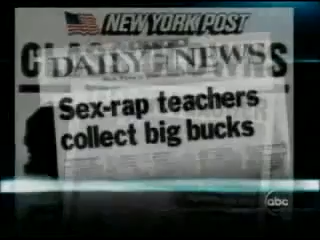 NEW YORK POST
DAILY NEWS
Sex-rap teachers
collect big bucks
abc